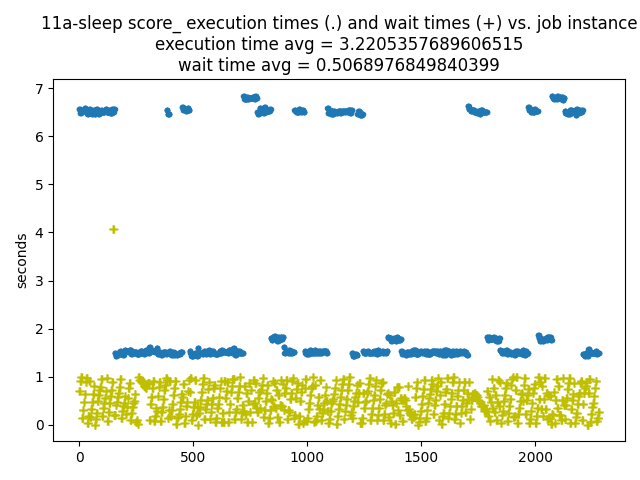 11a-sleep score_ execution times (.) and wait times (+) vs. job instance
execution time avg = 3.2205357689606515
wait time avg = 0.5068976849840399
7
6
5
4
3
2
1
0
seconds
0 500 1000 1500 2000